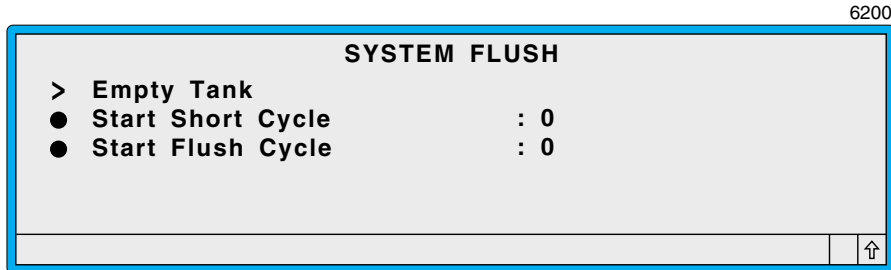 6200
SYSTEM FLUSH
> Empty Tank
● Start Short Cycle : 0
● Start Flush Cycle : 0
⇧